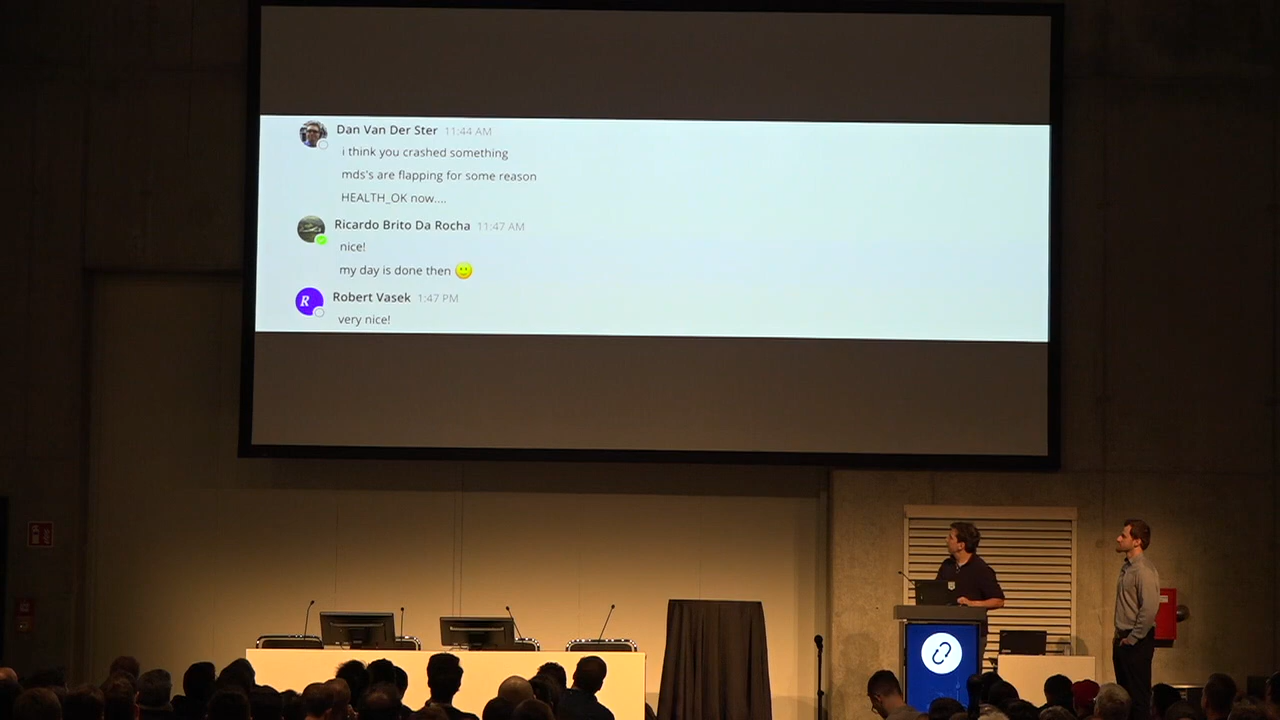 Dan Van Der Ster 11:44 AM
i think you crashed something
mds's are flapping for some reason
HEALTH_OK now....
Ricardo Brito Da Rocha 11:47 AM
nice!
my day is done then 🙂
R Robert Vasek 1:47 PM
very nice!